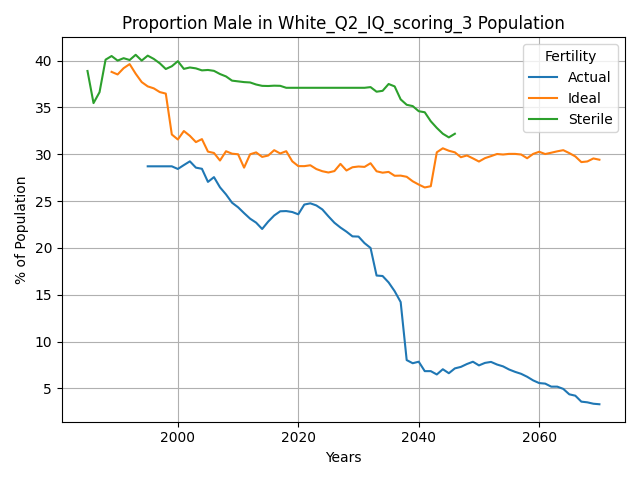 Proportion Male in White_Q2_IQ_scoring_3 Population
Fertility
Actual
Ideal
Sterile
% of Population
40
35
30
25
20
15
10
5
2000 2020 2040 2060
Years